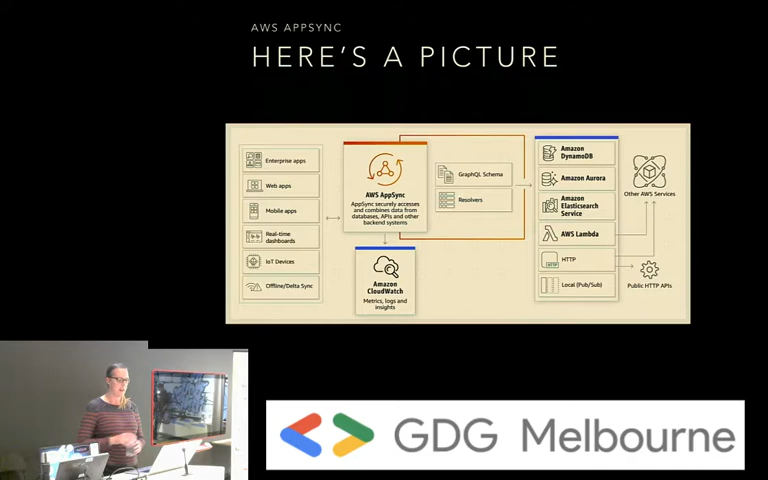 AWS APPSYNC
HERE'S A PICTURE
Enterprise apps
Web apps
Mobile apps
Real-time
dashboards
IoT Devices
Offline/Delta Sync
AWS AppSync
AppSync securely accesses
and combines data from
databases, APIs and other
backend systems
Amazon
CloudWatch
Metrics, logs and
insights
GraphQL Schema
Resolvers
Amazon
DynamoDB
Amazon Aurora
Amazon
Elasticsearch
Service
AWS Lambda
HTTP
HTTP
Local (Pub/Sub)
Other AWS Services
Public HTTP APIs
GDG Melbourne